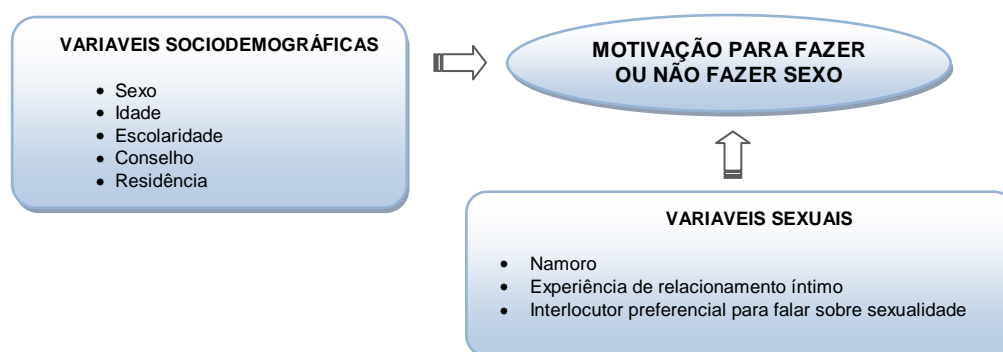 VARIAVEIS SOCIODEMOGRÁFICAS
• Sexo
• Idade
• Escolaridade
• Conselho
• Residência
MOTIVAÇÃO PARA FAZER
OU NÃO FAZER SEXO
VARIAVEIS SEXUAIS
• Namoro
• Experiência de relacionamento íntimo
• Interlocutor preferencial para falar sobre sexualidade